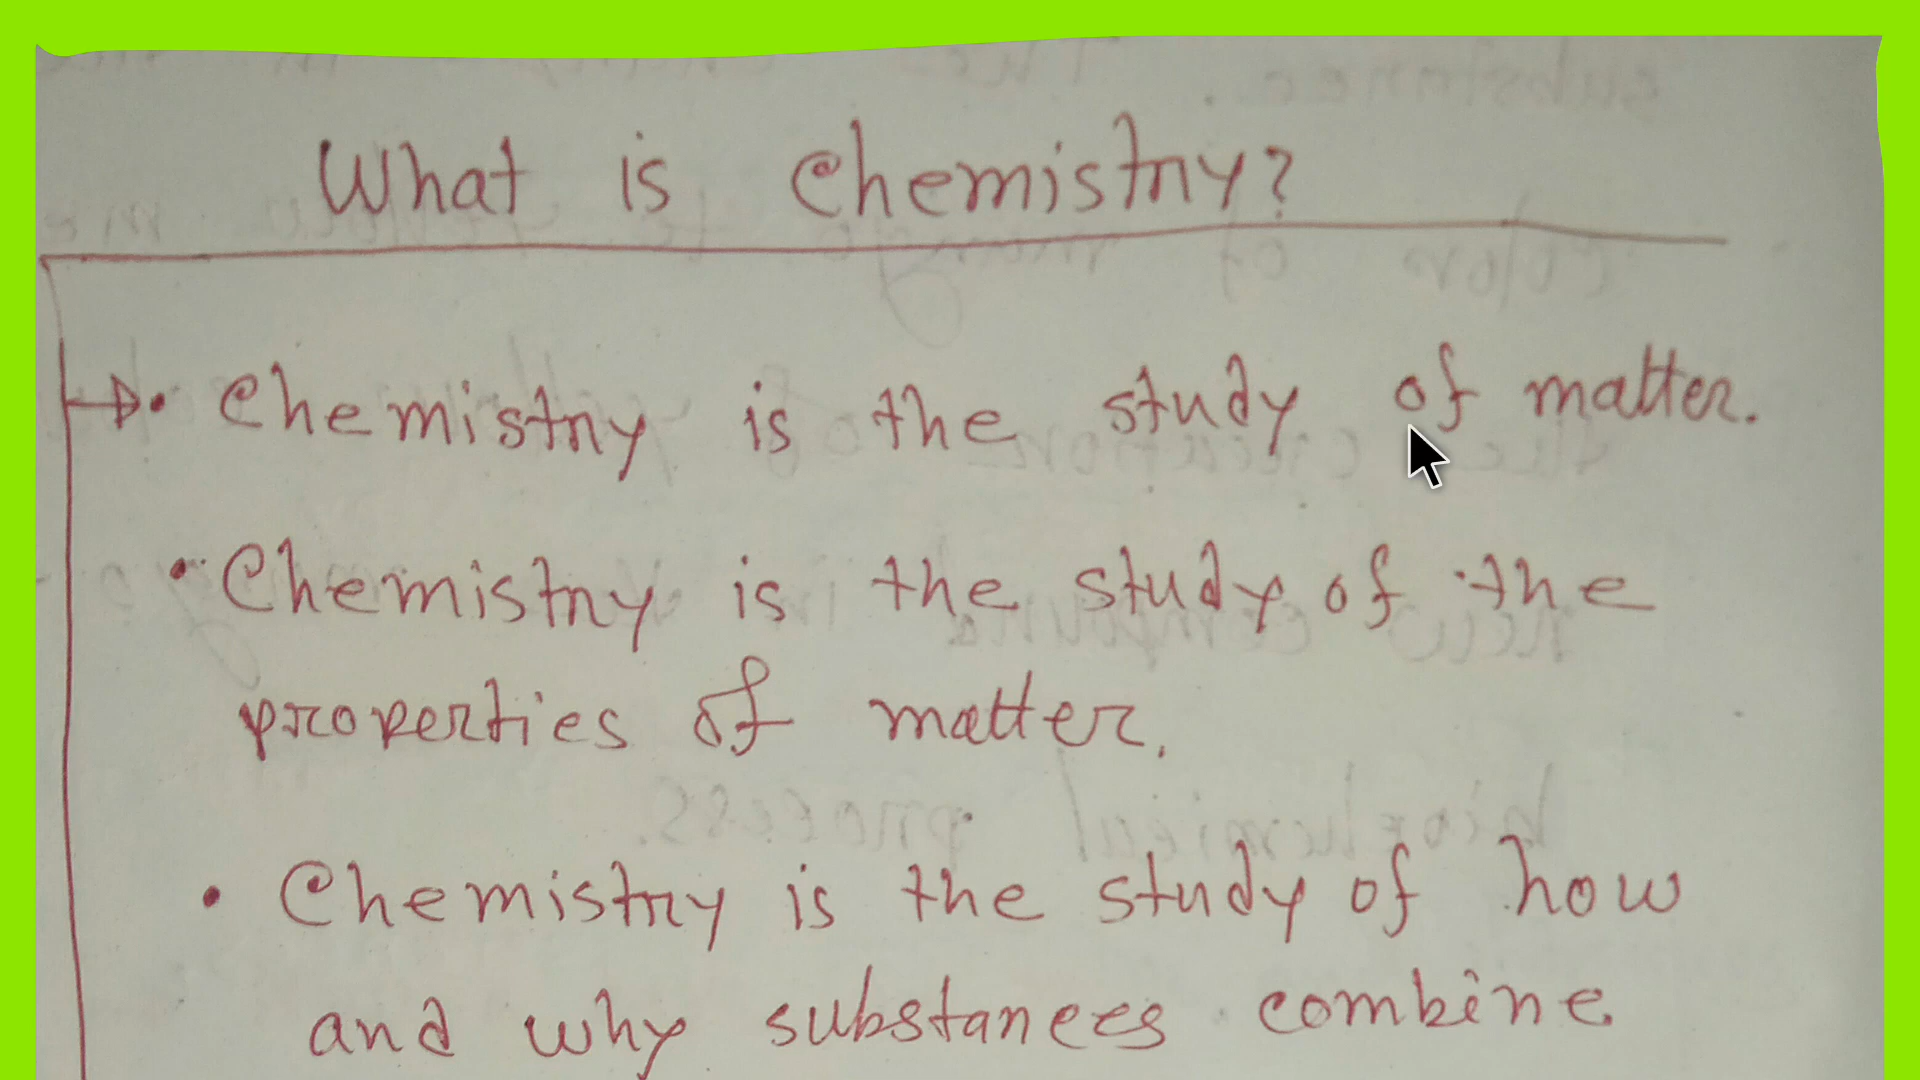 What is Chemistry?
• Chemistry is the study of matter.
• Chemistry is the study of the
properties of matter.
• Chemistry is the study of how
and why substances combine